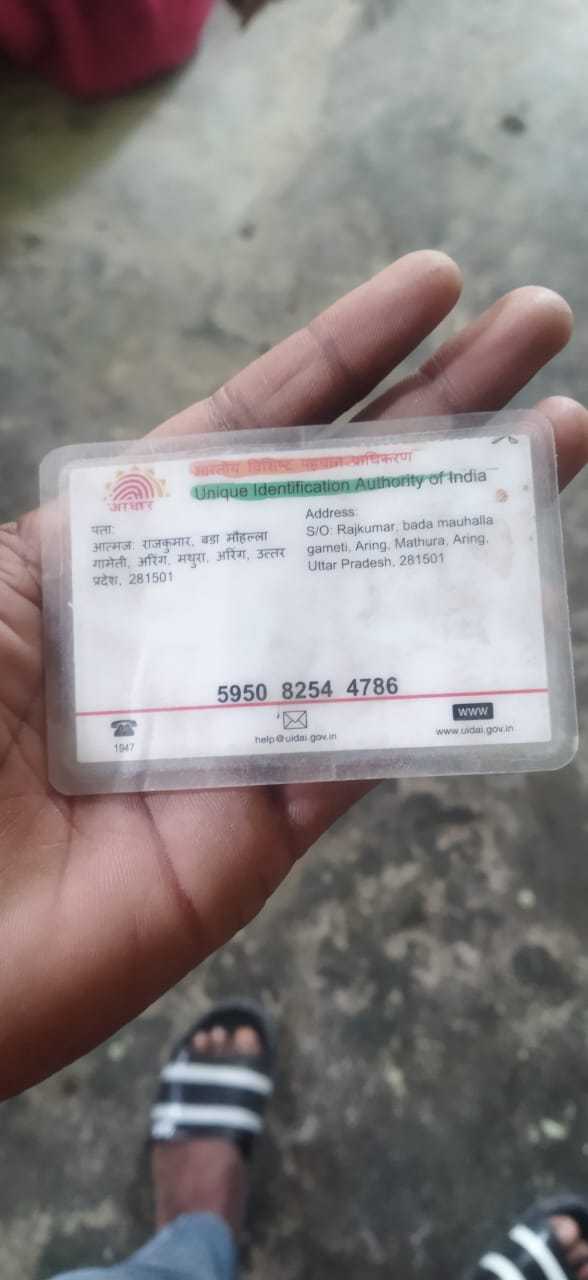 भारतीय विशिष्ट पहचान प्राधिकरण
Unique Identification Authority of India
आधार
पता:
आत्मज: राजकुमार, बडा मौहल्ला
गामेती, अरिंग, मथुरा, अरिंग, उत्तर
प्रदेश, 281501
Address:
S/O: Rajkumar, bada mauhalla
gameti, Aring, Mathura, Aring,
Uttar Pradesh, 281501
5950 8254 4786
1947
help@uidai.gov.in
www
www.uidai.gov.in